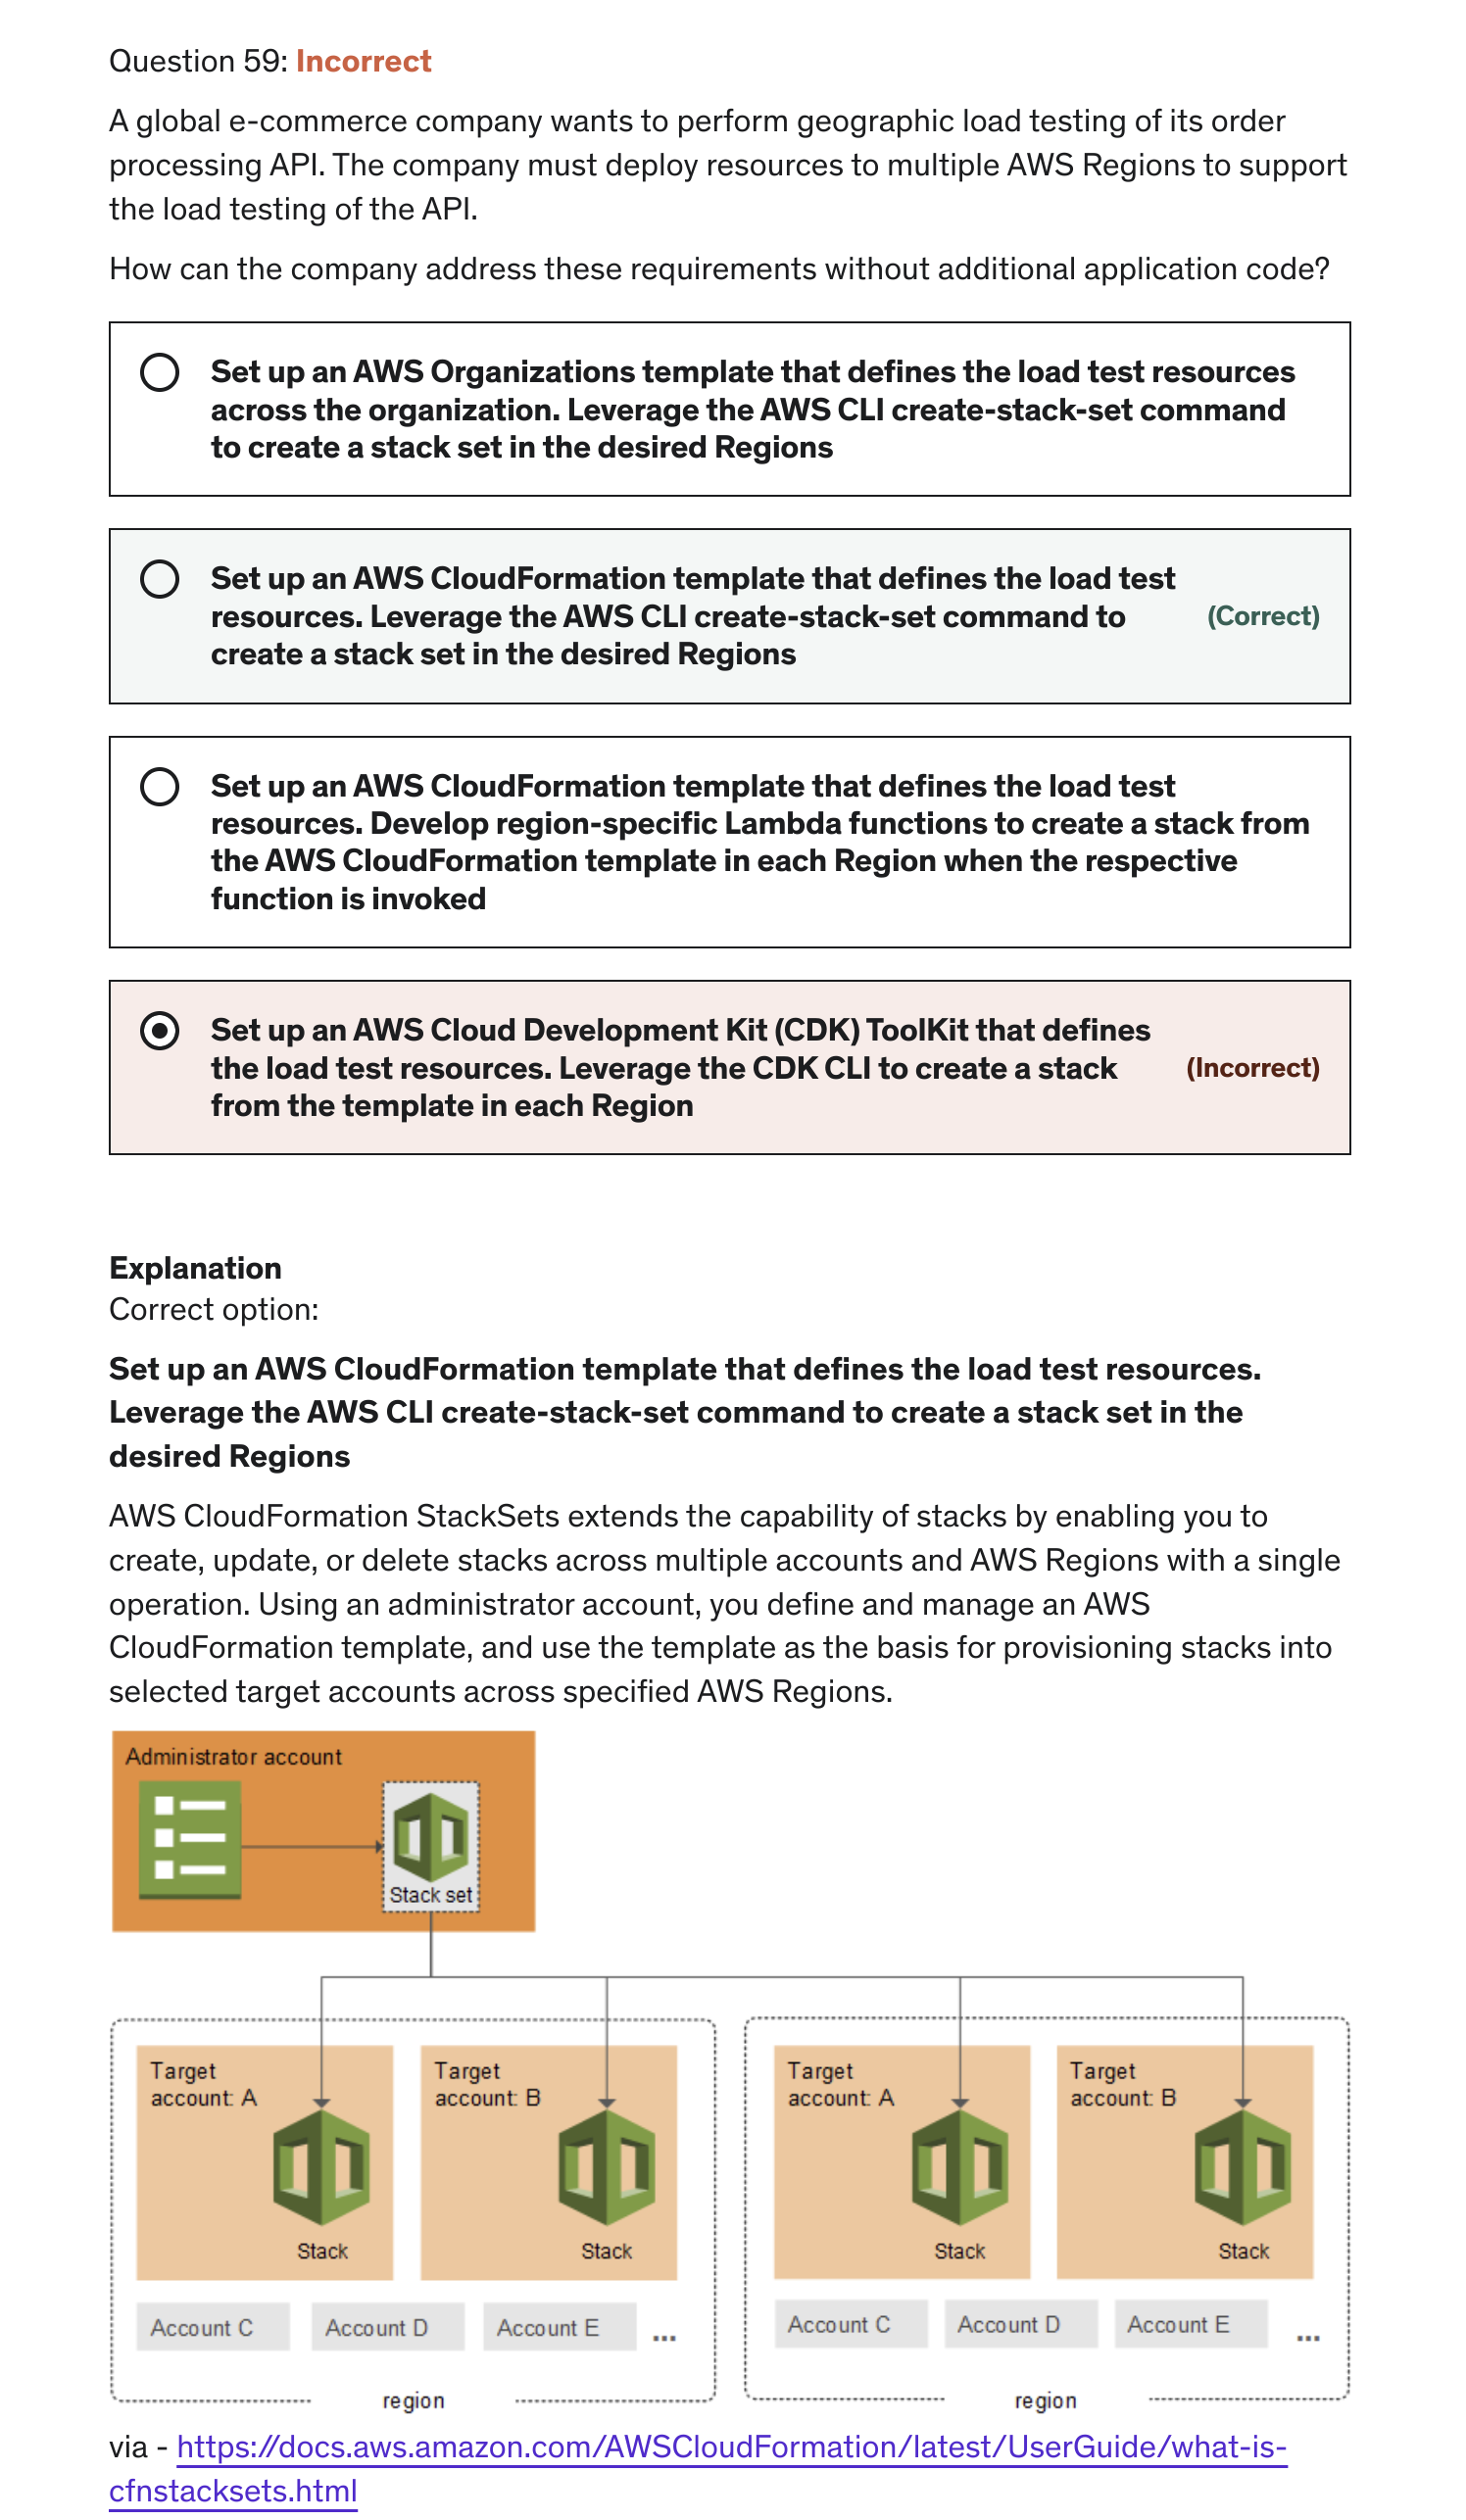 Question 59: Incorrect
A global e-commerce company wants to perform geographic load testing of its order
processing API. The company must deploy resources to multiple AWS Regions to support
the load testing of the API.
How can the company address these requirements without additional application code?
Set up an AWS Organizations template that defines the load test resources
across the organization. Leverage the AWS CLI create-stack-set command
to create a stack set in the desired Regions
Set up an AWS CloudFormation template that defines the load test
resources. Leverage the AWS CLI create-stack-set command to
create a stack set in the desired Regions
(Correct)
Set up an AWS CloudFormation template that defines the load test
resources. Develop region-specific Lambda functions to create a stack from
the AWS CloudFormation template in each Region when the respective
function is invoked
Set up an AWS Cloud Development Kit (CDK) ToolKit that defines
the load test resources. Leverage the CDK CLI to create a stack
from the template in each Region
(Incorrect)
Explanation
Correct option:
Set up an AWS CloudFormation template that defines the load test resources.
Leverage the AWS CLI create-stack-set command to create a stack set in the
desired Regions
AWS CloudFormation StackSets extends the capability of stacks by enabling you to
create, update, or delete stacks across multiple accounts and AWS Regions with a single
operation. Using an administrator account, you define and manage an AWS
CloudFormation template, and use the template as the basis for provisioning stacks into
selected target accounts across specified AWS Regions.
Administrator account
Stack set
Target
account: A
Stack
Target
account: B
Stack
Account C
Account D
Account E
...
region
Target
account: A
Stack
Target
account: B
Stack
Account C
Account D
Account E
...
region
via - https://docs.aws.amazon.com/AWSCloudFormation/latest/UserGuide/what-is-
cfnstacksets.html